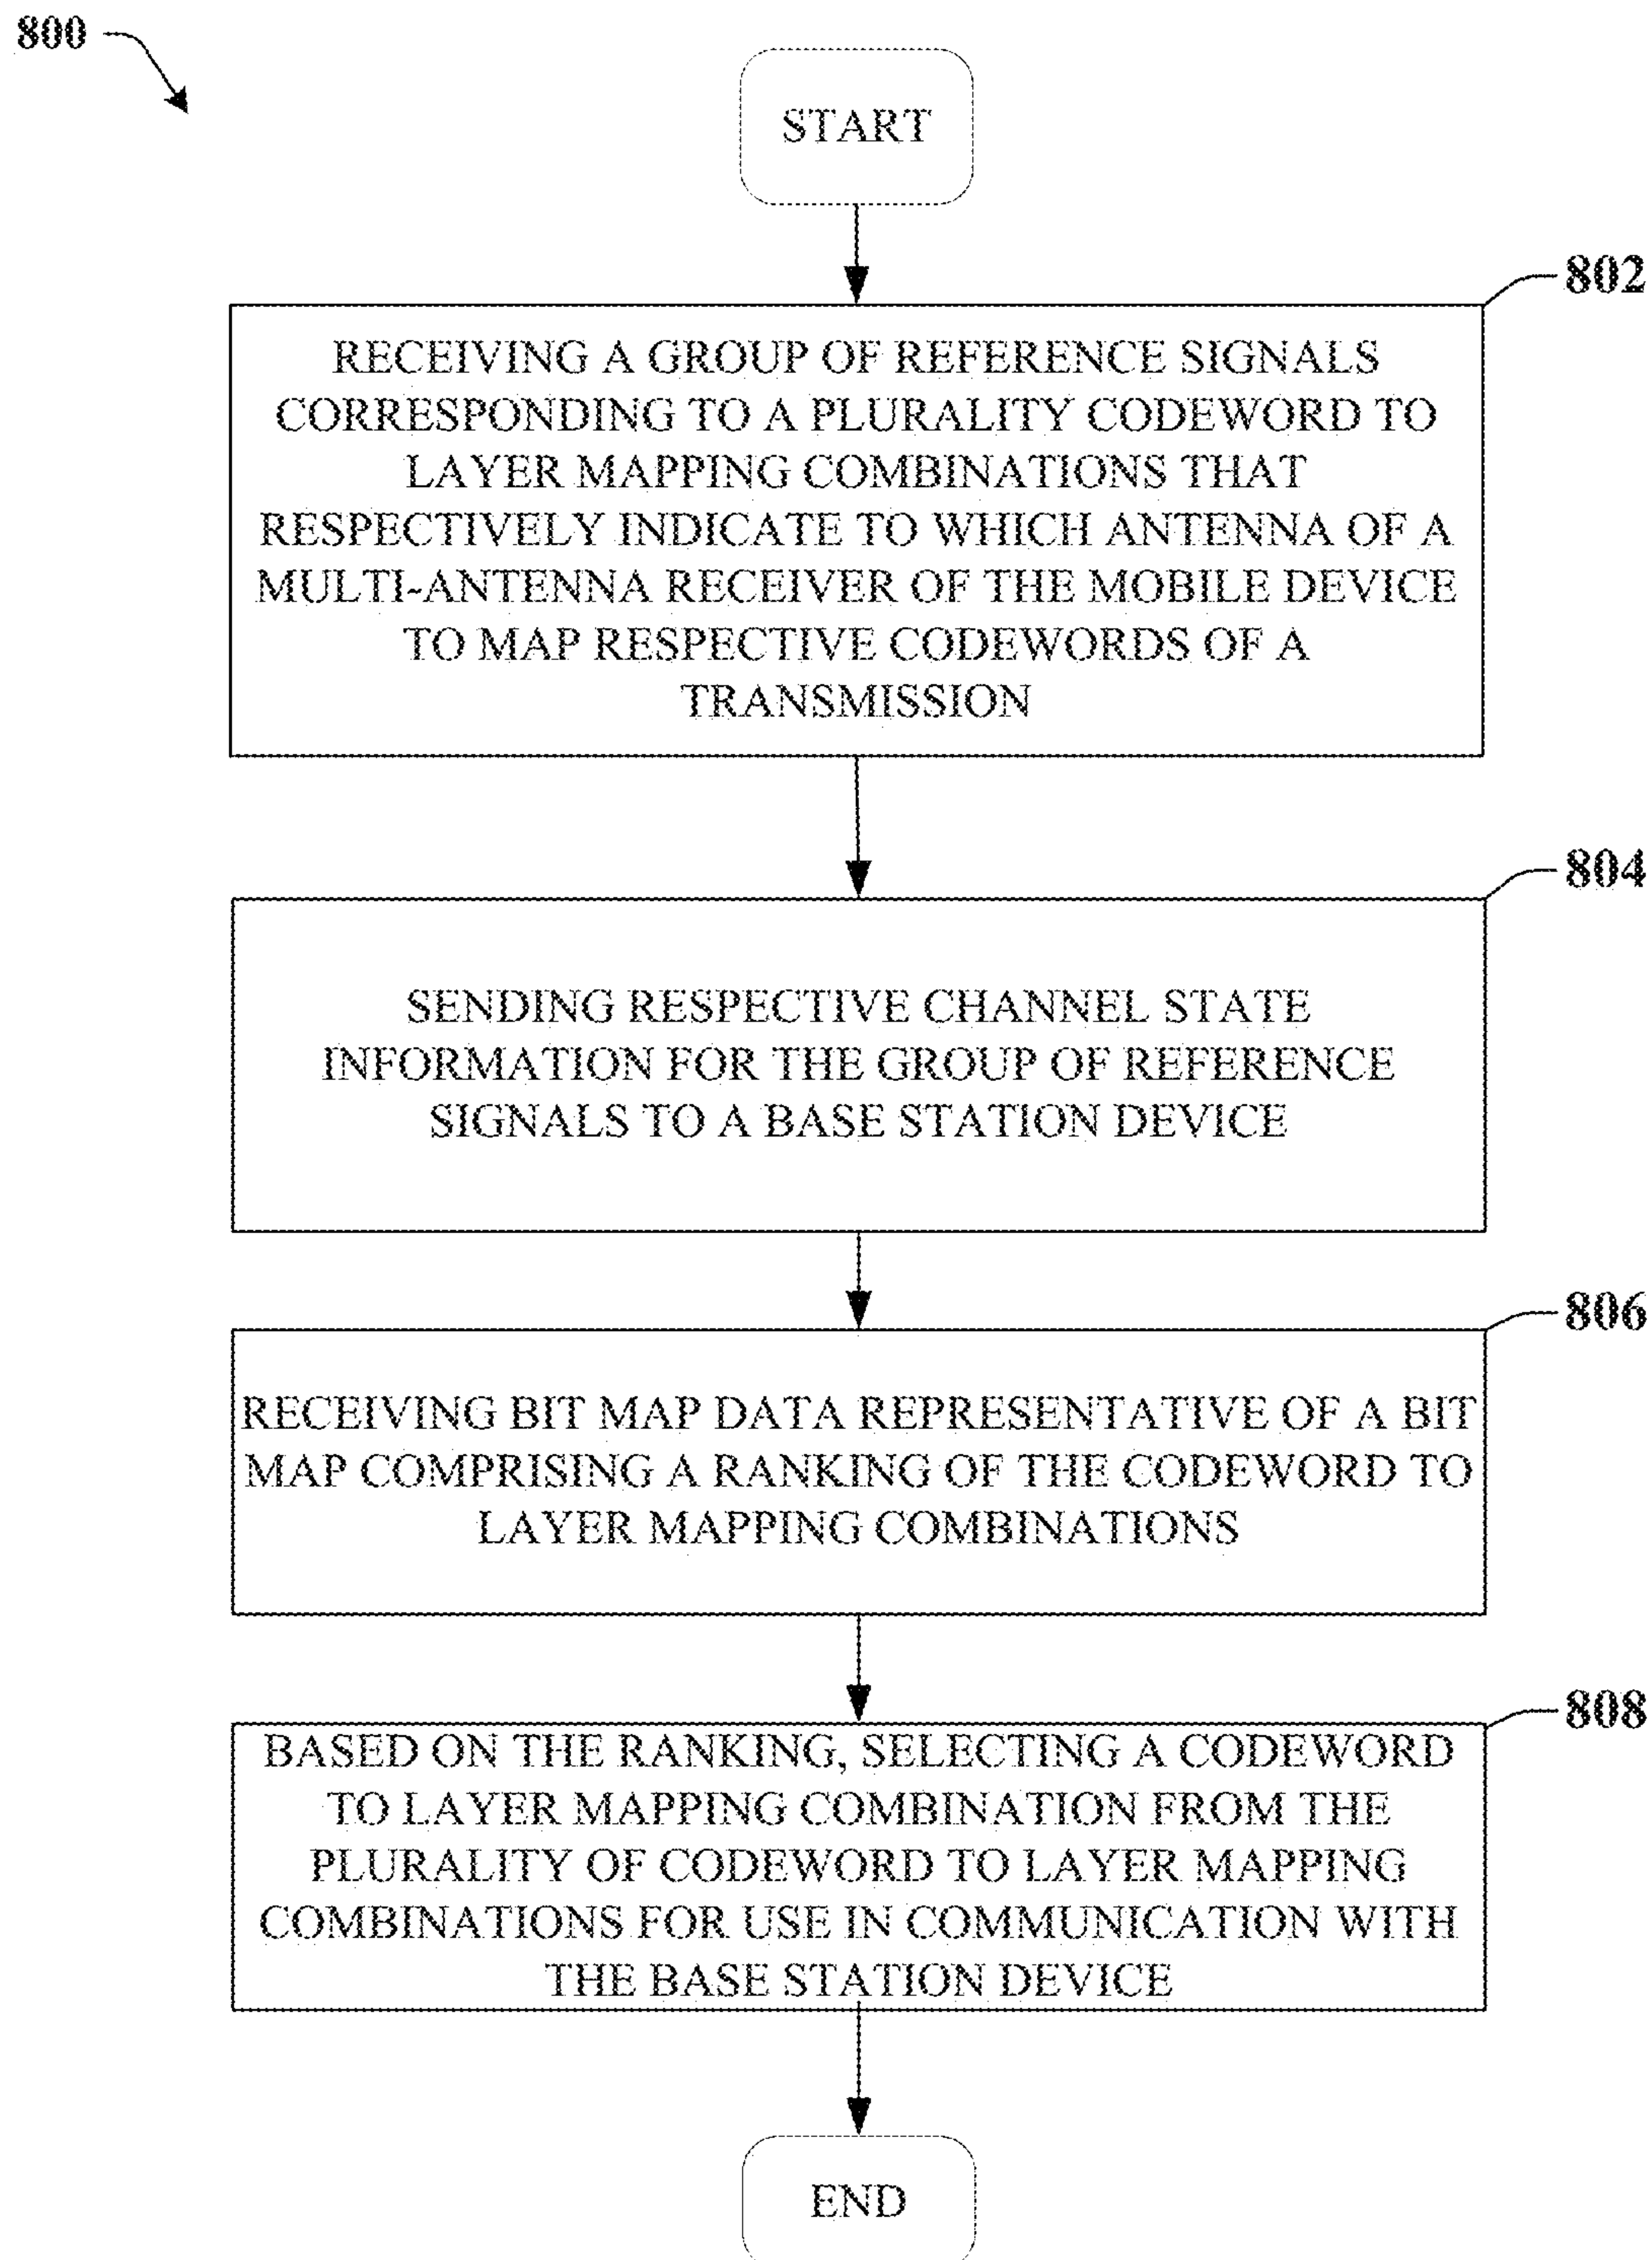 800
START
802
RECEIVING A GROUP OF REFERENCE SIGNALS
CORRESPONDING TO A PLURALITY CODEWORD TO
LAYER MAPPING COMBINATIONS THAT
RESPECTIVELY INDICATE TO WHICH ANTENNA OF A
MULTI-ANTENNA RECEIVER OF THE MOBILE DEVICE
TO MAP RESPECTIVE CODEWORDS OF A
TRANSMISSION
804
SENDING RESPECTIVE CHANNEL STATE
INFORMATION FOR THE GROUP OF REFERENCE
SIGNALS TO A BASE STATION DEVICE
806
RECEIVING BIT MAP DATA REPRESENTATIVE OF A BIT
MAP COMPRISING A RANKING OF THE CODEWORD TO
LAYER MAPPING COMBINATIONS
808
BASED ON THE RANKING, SELECTING A CODEWORD
TO LAYER MAPPING COMBINATION FROM THE
PLURALITY OF CODEWORD TO LAYER MAPPING
COMBINATIONS FOR USE IN COMMUNICATION WITH
THE BASE STATION DEVICE
END